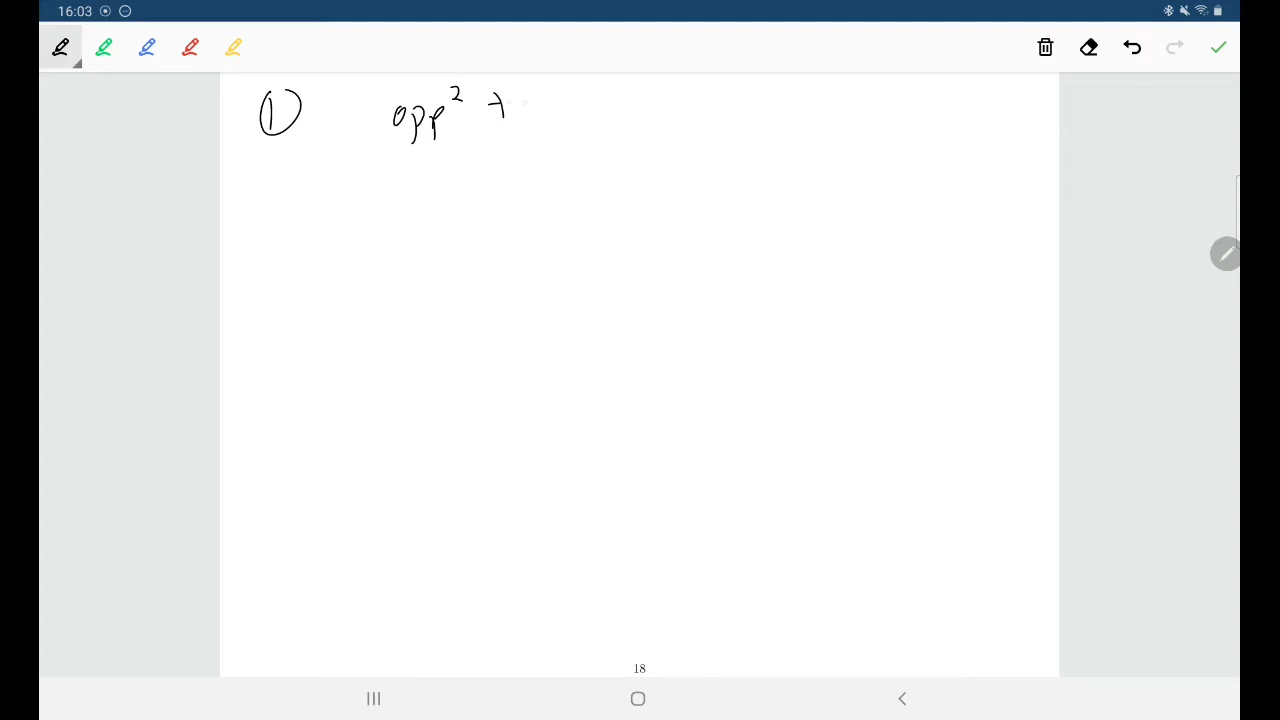 16:03
① opp² +
18